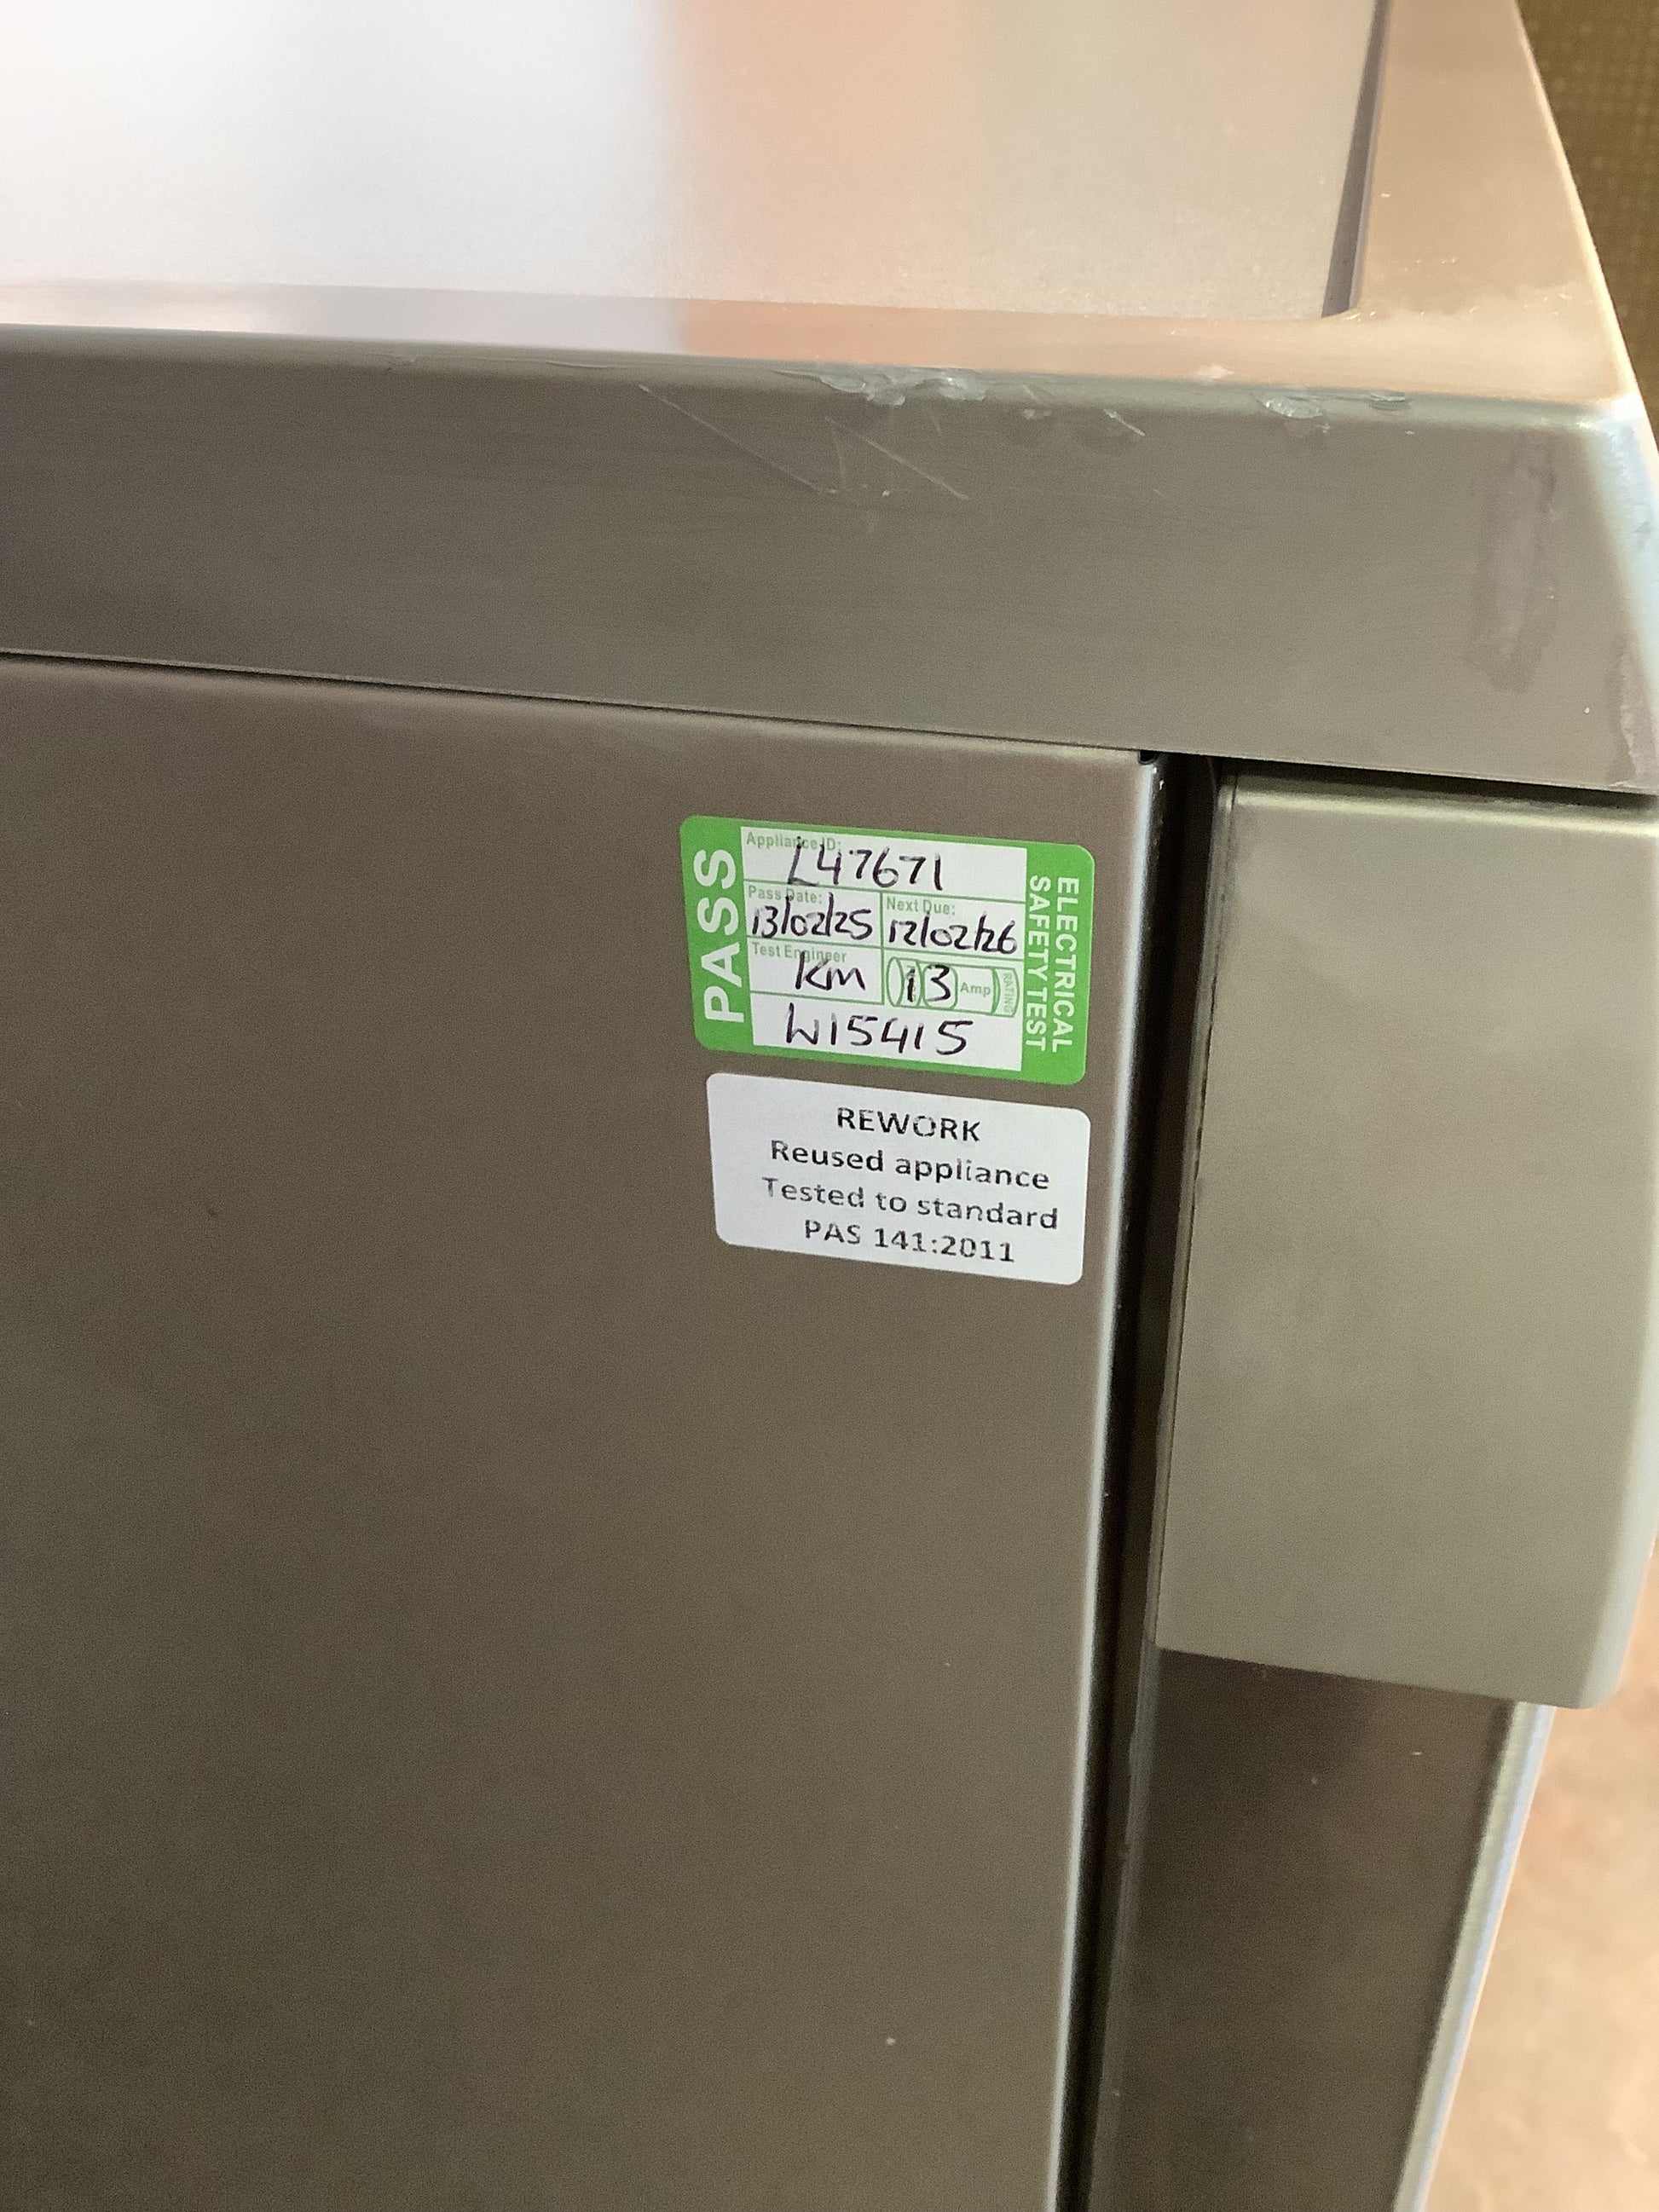 PASS
Appliance ID:
L47671
Pass Date:
13/02/25
Next Due:
12/02/26
Test Engineer
KM
13 Amp
RATING
W15415
ELECTRICAL
SAFETY TEST
REWORK
Reused appliance
Tested to standard
PAS 141:2011